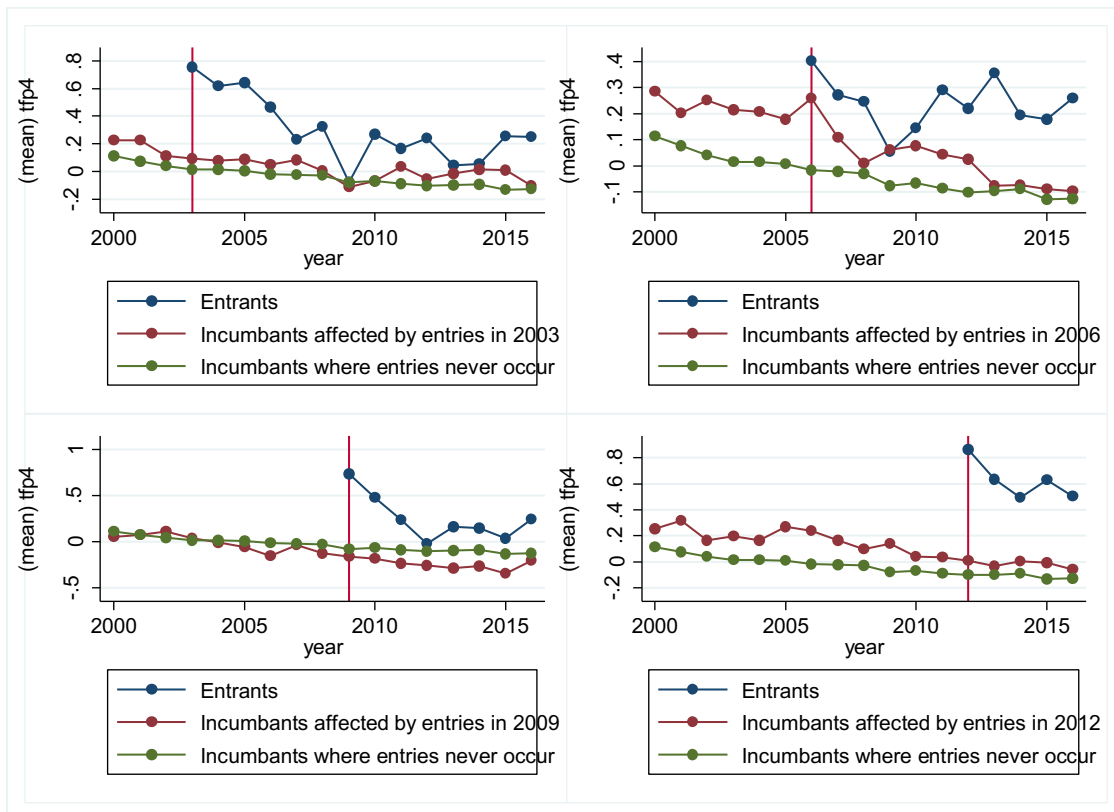 (mean) tfp4
.8
.6
.4
.2
0
-.2
2000 2005 2010 2015
year
Entrants
Incumbants affected by entries in 2003
Incumbants where entries never occur
(mean) tfp4
.4
.3
.2
.1
0
-.1
2000 2005 2010 2015
year
Entrants
Incumbants affected by entries in 2006
Incumbants where entries never occur
(mean) tfp4
1
.5
0
-.5
2000 2005 2010 2015
year
Entrants
Incumbants affected by entries in 2009
Incumbants where entries never occur
(mean) tfp4
.8
.6
.4
.2
0
-.2
2000 2005 2010 2015
year
Entrants
Incumbants affected by entries in 2012
Incumbants where entries never occur